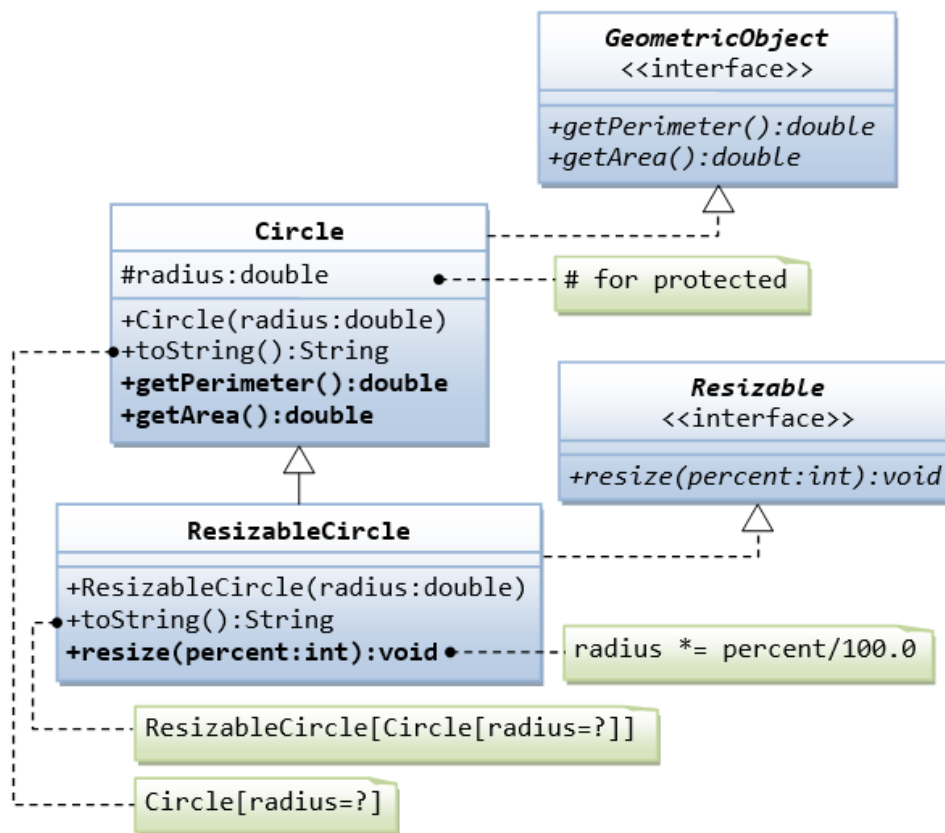 GeometricObject
<<interface>>
+getPerimeter():double
+getArea():double
Circle
#radius:double
# for protected
+Circle(radius:double)
+toString():String
+getPerimeter():double
+getArea():double
Resizable
<<interface>>
+resize(percent:int):void
ResizableCircle
+ResizableCircle(radius:double)
+toString():String
+resize(percent:int):void
radius *= percent/100.0
ResizableCircle[Circle[radius=?]]
Circle[radius=?]